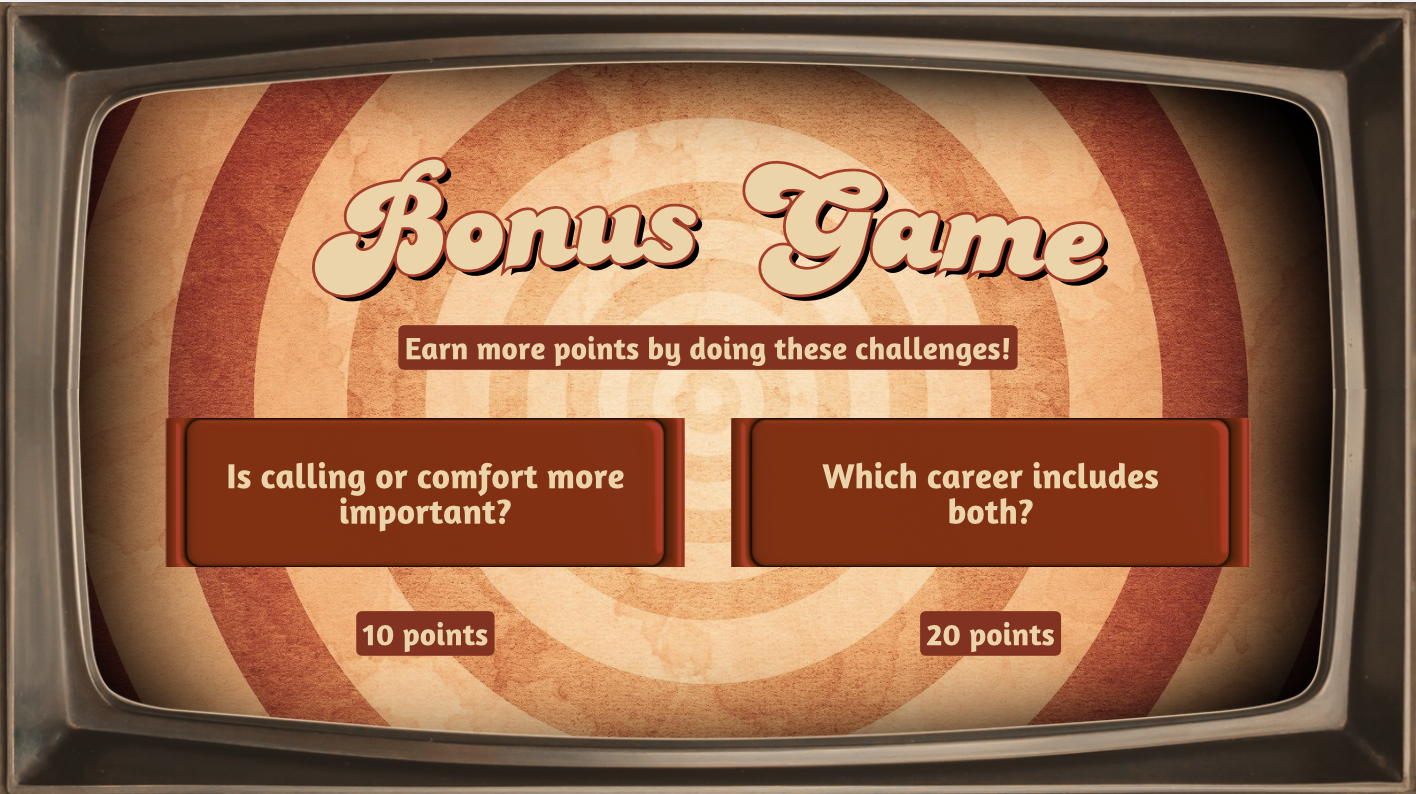 Bonus Game
Earn more points by doing these challenges!
Is calling or comfort more
important?
Which career includes
both?
10 points
20 points